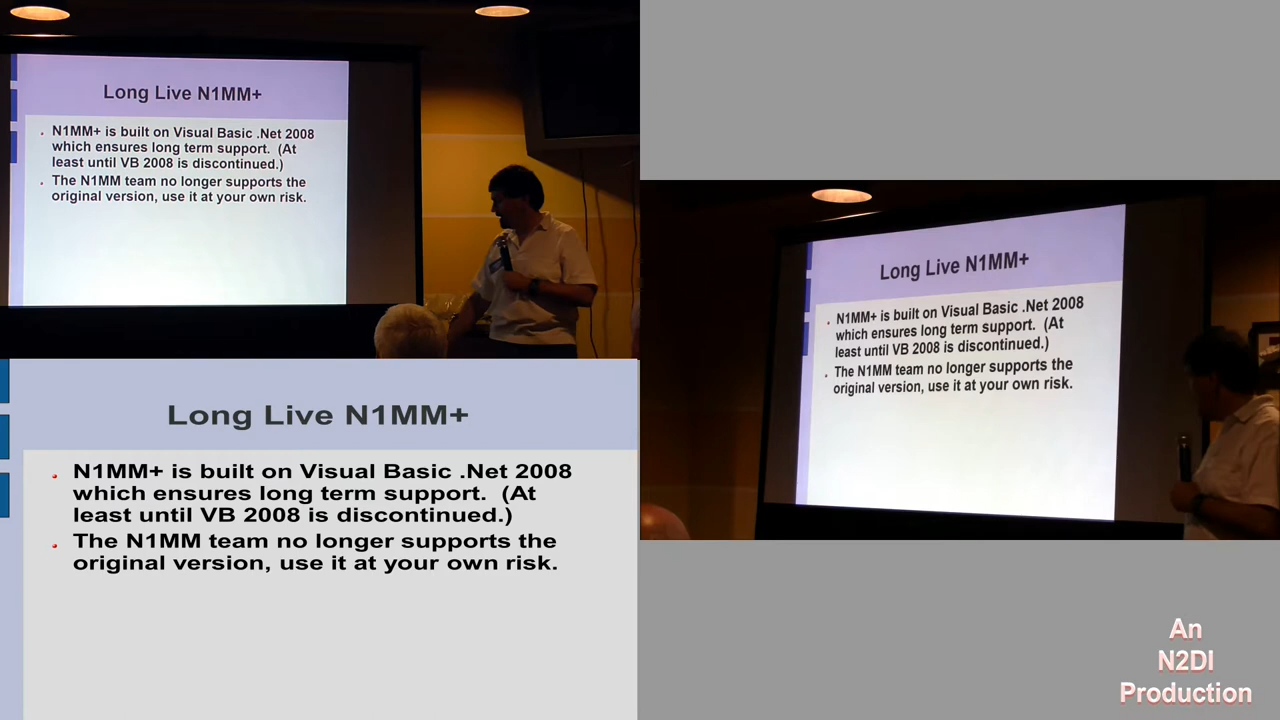 Long Live N1MM+
N1MM+ is built on Visual Basic .Net 2008
which ensures long term support.  (At
least until VB 2008 is discontinued.)
The N1MM team no longer supports the
original version, use it at your own risk.
Long Live N1MM+
N1MM+ is built on Visual Basic .Net 2008
which ensures long term support.  (At
least until VB 2008 is discontinued.)
The N1MM team no longer supports the
original version, use it at your own risk.
Long Live N1MM+
N1MM+ is built on Visual Basic .Net 2008
which ensures long term support.  (At
least until VB 2008 is discontinued.)
The N1MM team no longer supports the
original version, use it at your own risk.
An
N2DI
Production